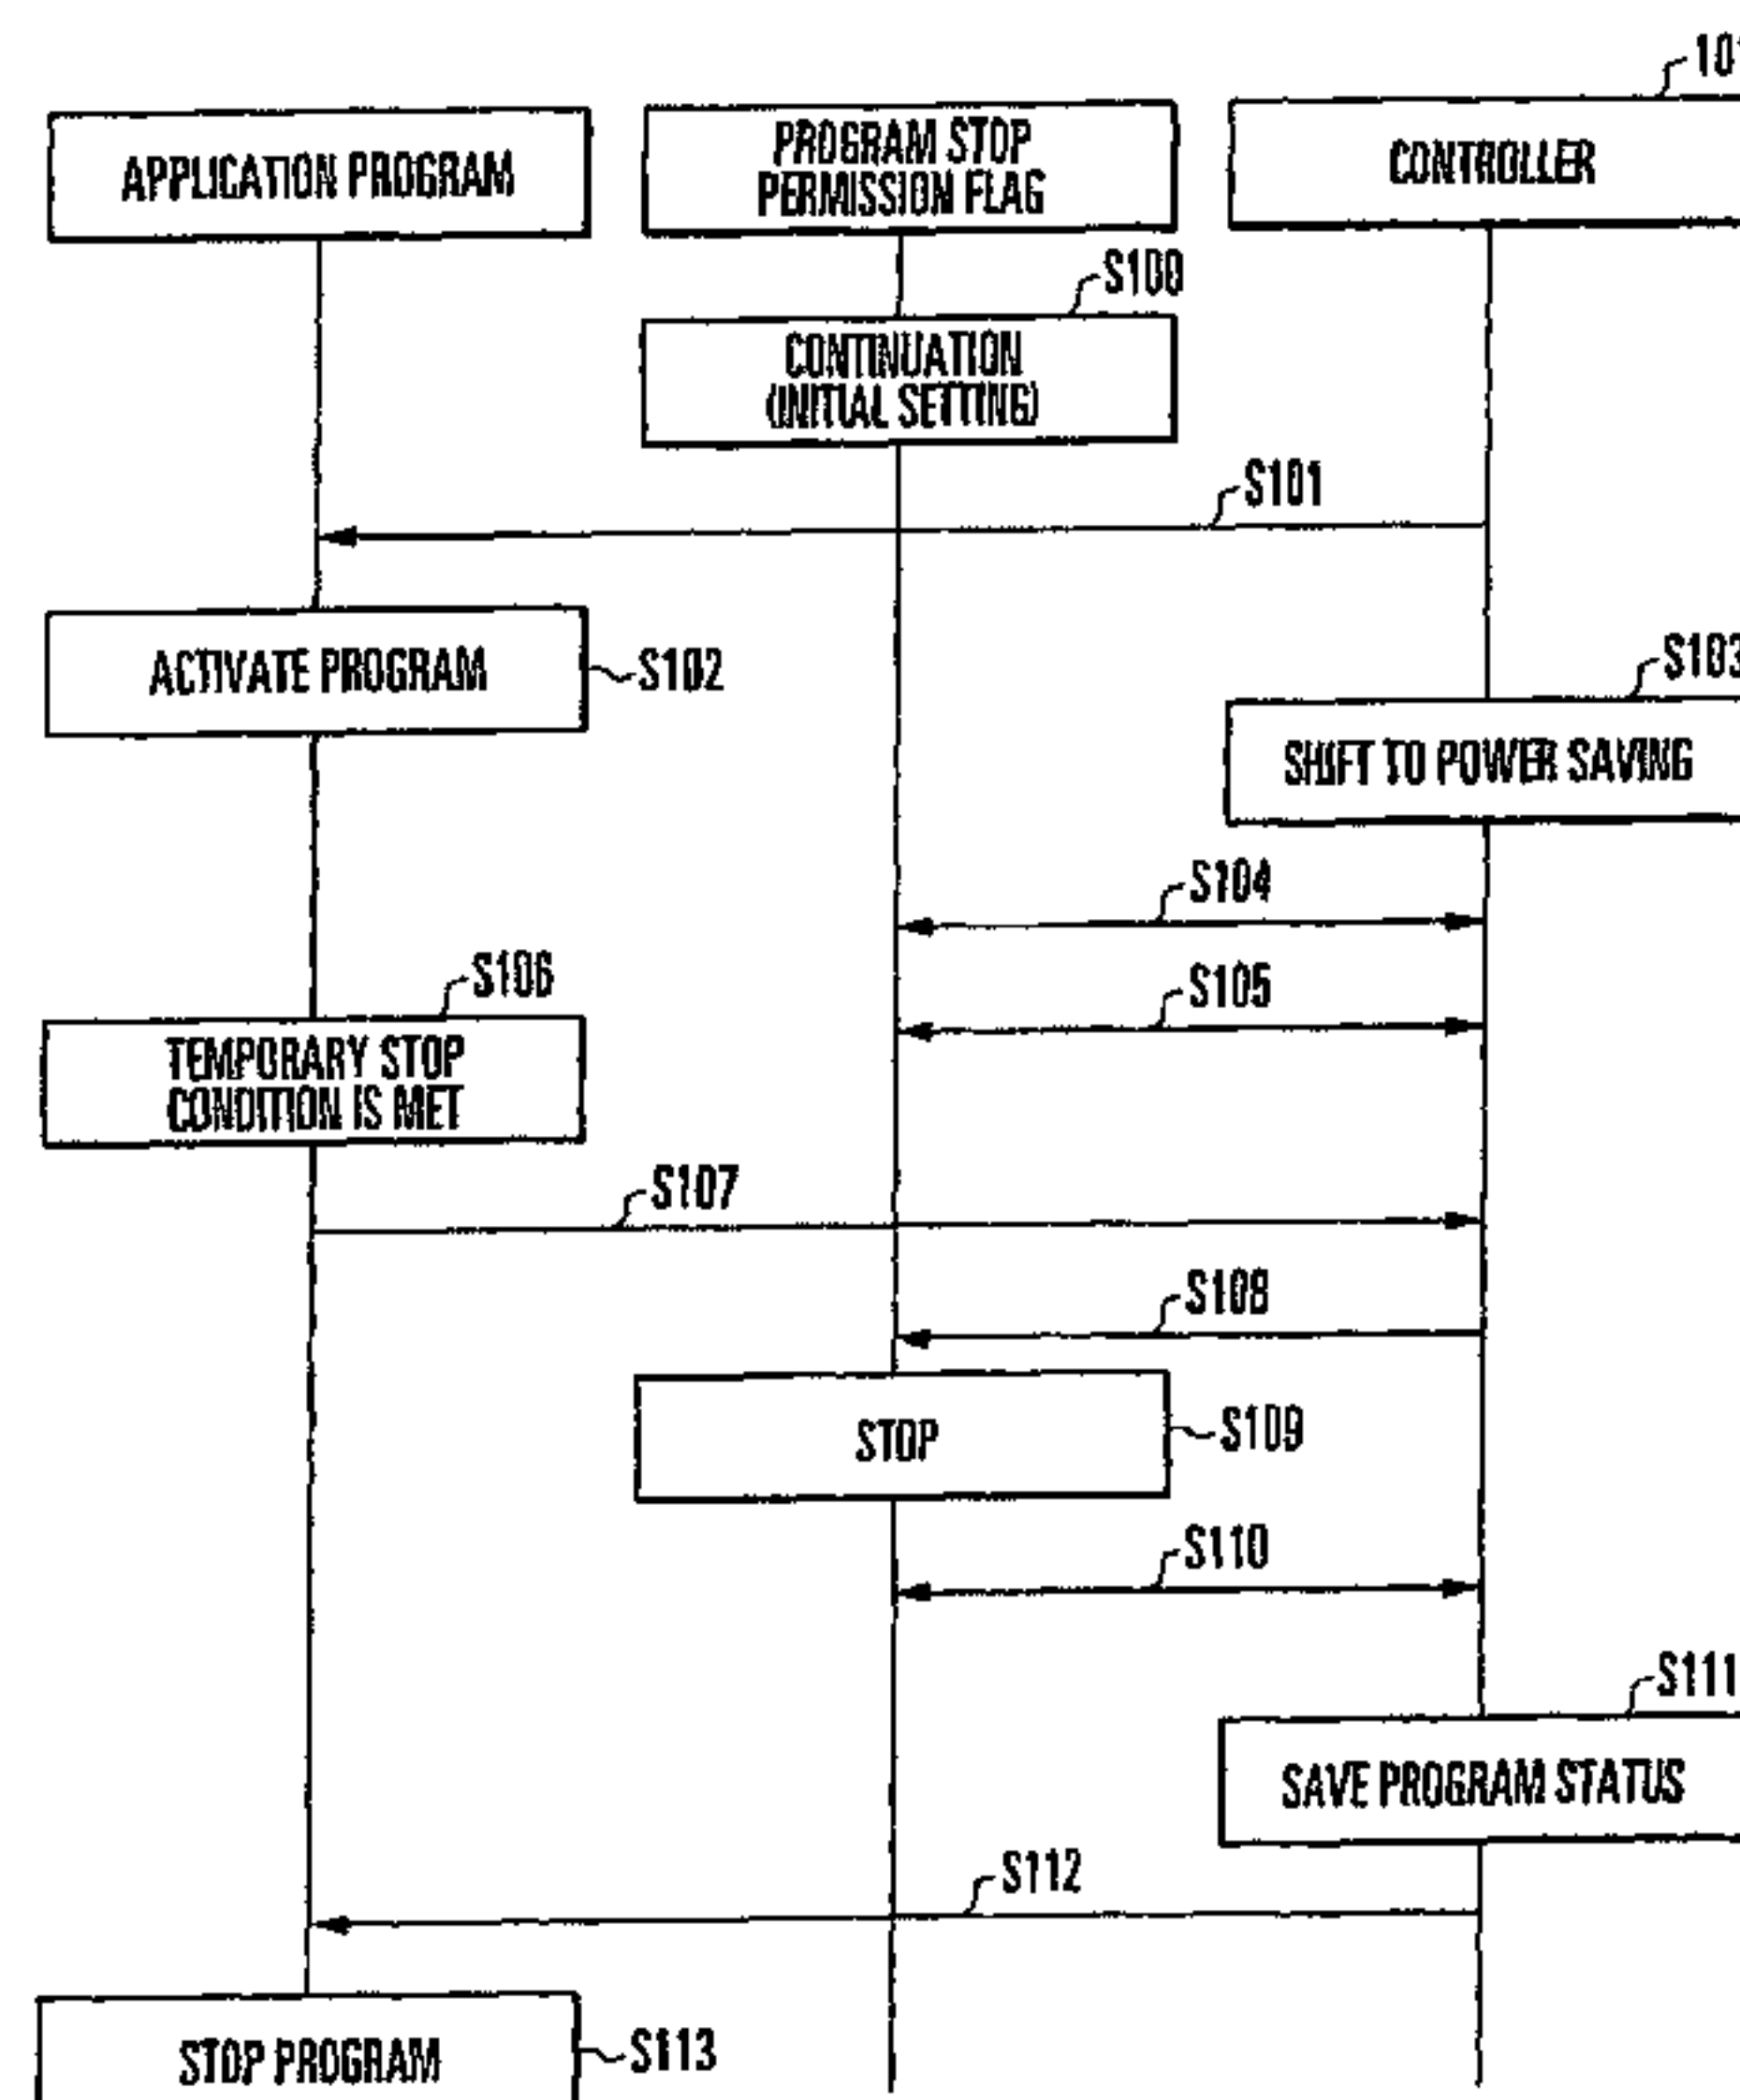 101
APPLICATION PROGRAM
PROGRAM STOP
PERMISSION FLAG
CONTROLLER
S100
CONTINUATION
(INITIAL SETTING)
S101
ACTIVATE PROGRAM
S102
S103
SHIFT TO POWER SAVING
S104
S105
S106
TEMPORARY STOP
CONDITION IS MET
S107
S108
STOP
S109
S110
S111
SAVE PROGRAM STATUS
S112
STOP PROGRAM
S113